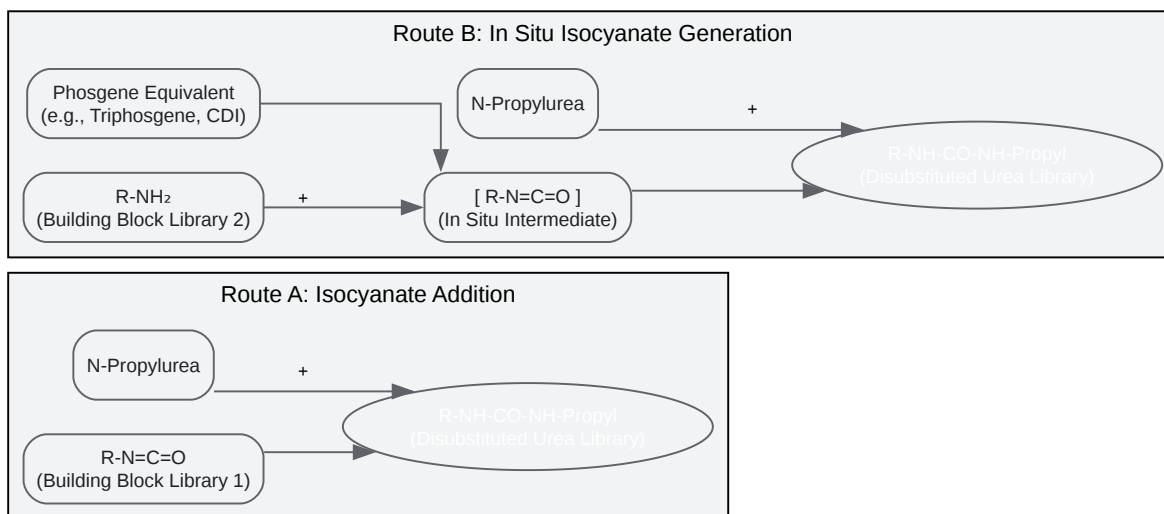 Route B: In Situ Isocyanate Generation
Phosgene Equivalent
(e.g., Triphosgene, CDI)
N-Propylurea
+
R-NH-CO-NH-Propyl
(Disubstituted Urea Library)
R-NH₂
(Building Block Library 2)
+
[ R-N=C=O ]
(In Situ Intermediate)
Route A: Isocyanate Addition
N-Propylurea
+
R-NH-CO-NH-Propyl
(Disubstituted Urea Library)
R-N=C=O
(Building Block Library 1)